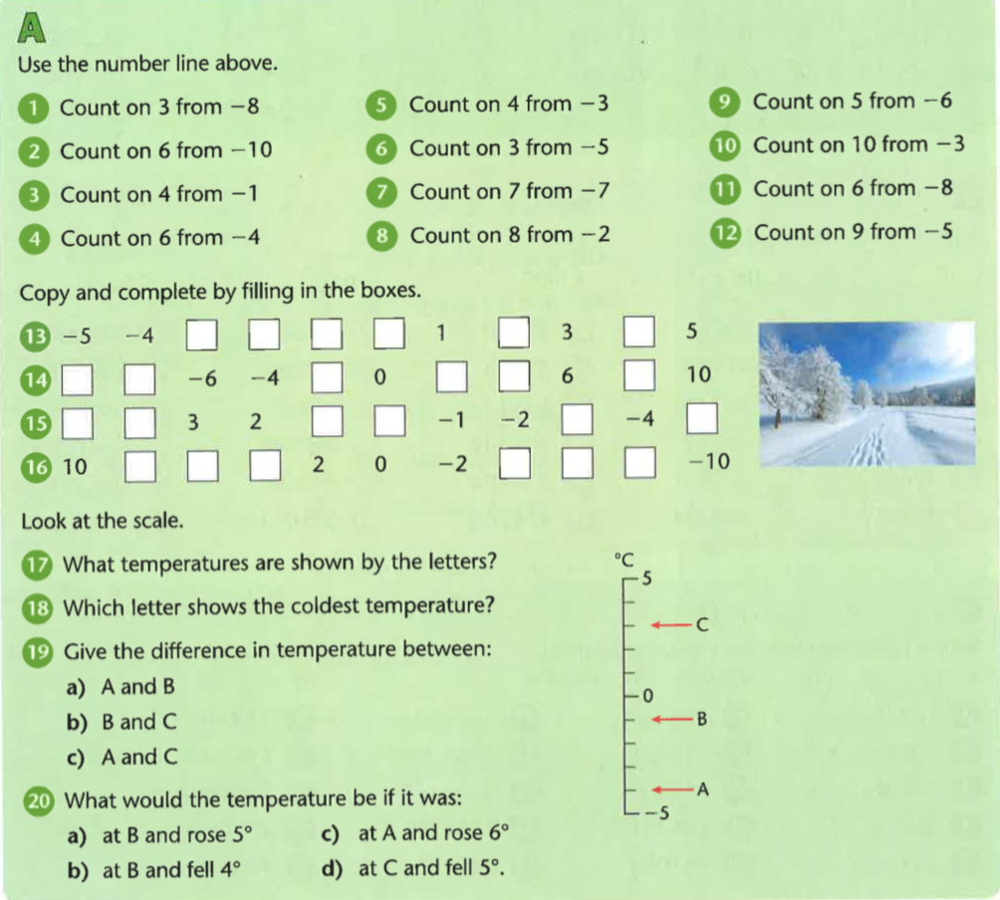 A
Use the number line above.
1 Count on 3 from −8
2 Count on 6 from −10
3 Count on 4 from −1
4 Count on 6 from −4
5 Count on 4 from −3
6 Count on 3 from −5
7 Count on 7 from −7
8 Count on 8 from −2
9 Count on 5 from −6
10 Count on 10 from −3
11 Count on 6 from −8
12 Count on 9 from −5
Copy and complete by filling in the boxes.
13 −5 −4 □ □ □ □ 1 □ 3 □ 5
14 □ □ −6 −4 □ 0 □ □ 6 □ 10
15 □ □ 3 2 □ □ −1 −2 □ −4 □
16 10 □ □ □ 2 0 −2 □ □ □ −10
Look at the scale.
17 What temperatures are shown by the letters?
18 Which letter shows the coldest temperature?
19 Give the difference in temperature between:
a) A and B
b) B and C
c) A and C
20 What would the temperature be if it was:
a) at B and rose 5°
b) at B and fell 4°
c) at A and rose 6°
d) at C and fell 5°.
°C
5
C
0
B
A
−5